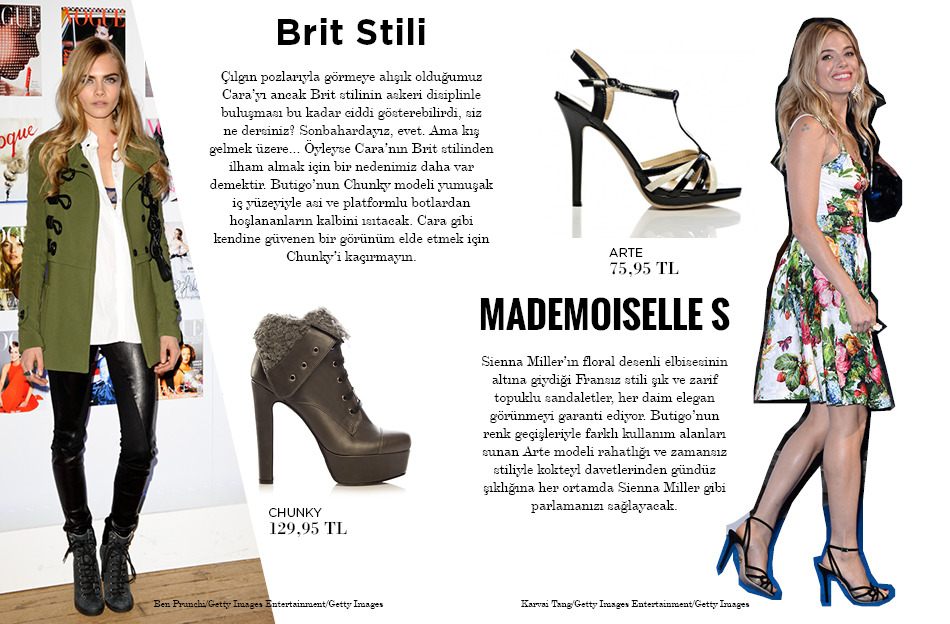 Brit Stili
Çılgın pozlarıyla görmeye alışık olduğumuz
Cara'yı ancak Brit stilinin askeri disiplinle
buluşması bu kadar ciddi gösterebilirdi, siz
ne dersiniz? Sonbahardayız, evet. Ama kış
gelmek üzere... Öyleyse Cara'nın Brit stilinden
ilham almak için bir nedenimiz daha var
demektir. Butigo'nun Chunky modeli yumuşak
iç yüzeyiyle asi ve platformlu botlardan
hoşlananların kalbini ısıtacak. Cara gibi
kendine güvenen bir görünüm elde etmek için
Chunky'i kaçırmayın.
CHUNKY
129,95 TL
ARTE
75,95 TL
MADEMOISELLE S
Sienna Miller'ın floral desenli elbisesinin
altına giydiği Fransız stili şık ve zarif
topuklu sandaletler, her daim elegan
görünmeyi garanti ediyor. Butigo'nun
renk geçişleriyle farklı kullanım alanları
sunan Arte modeli rahatlığı ve zamansız
stiliyle kokteyl davetlerinden gündüz
şıklığına her ortamda Sienna Miller gibi
parlamanızı sağlayacak.
Ben Prunchi/Getty Images Entertainment/Getty Images
Karvai Tang/Getty Images Entertainment/Getty Images
VOGUE
ogue